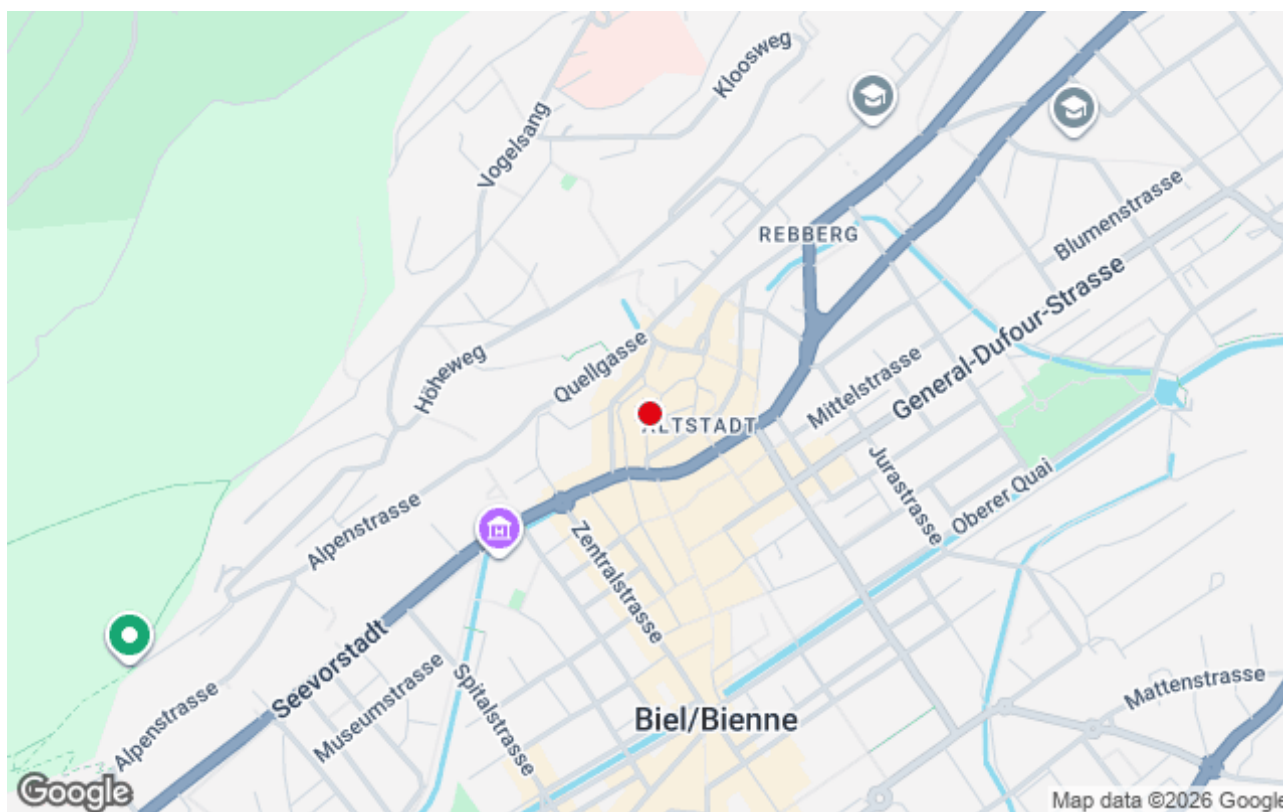 Kloosweg
Vogelsang
REBBERG
Blumenstrasse
General-Dufour-Strasse
Höheweg
Quellgasse
Mittelstrasse
ALTSTADT
Jurastrasse
Oberer Quai
Alpenstrasse
Zentralstrasse
Seevorstadt
Museumstrasse
Spitalstrasse
Alpenstrasse
Mattenstrasse
Biel/Bienne
Google
Map data ©2026 Google